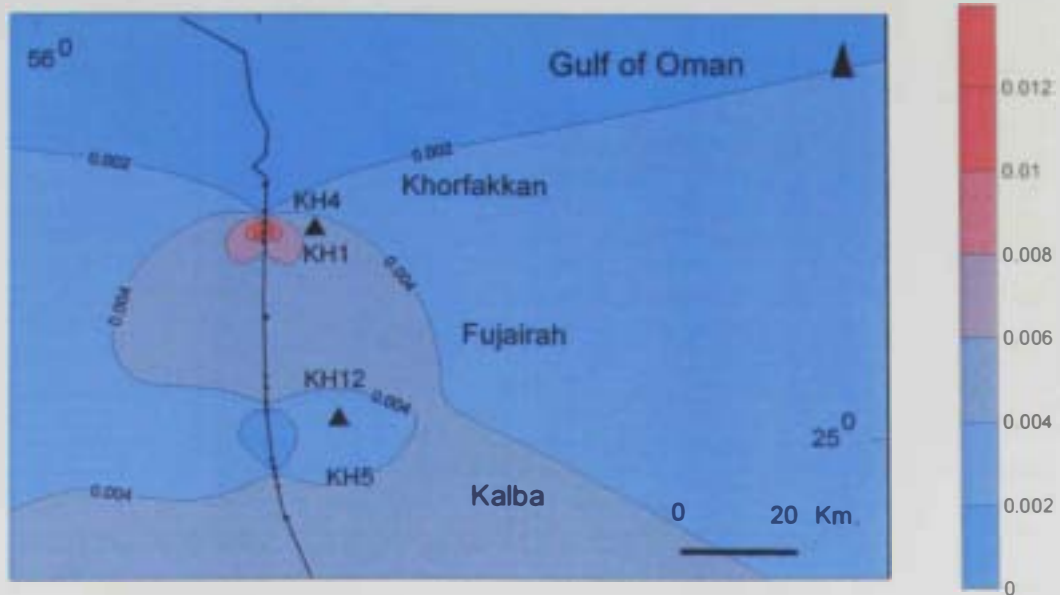 56⁰
Gulf of Oman
0.002
0.002
Khorfakkan
KH4
KH1
0.004
0.004
Fujairah
KH12
0.004
25⁰
KH5
0.004
Kalba
0 20 Km
0.012
0.01
0.008
0.006
0.004
0.002
0